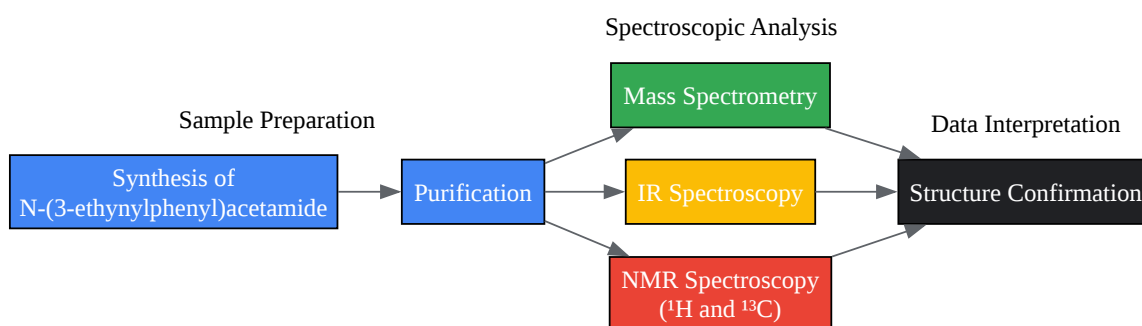 Spectroscopic Analysis
Mass Spectrometry
Sample Preparation
Data Interpretation
Synthesis of
N-(3-ethynylphenyl)acetamide
Purification
IR Spectroscopy
Structure Confirmation
NMR Spectroscopy
(¹H and ¹³C)